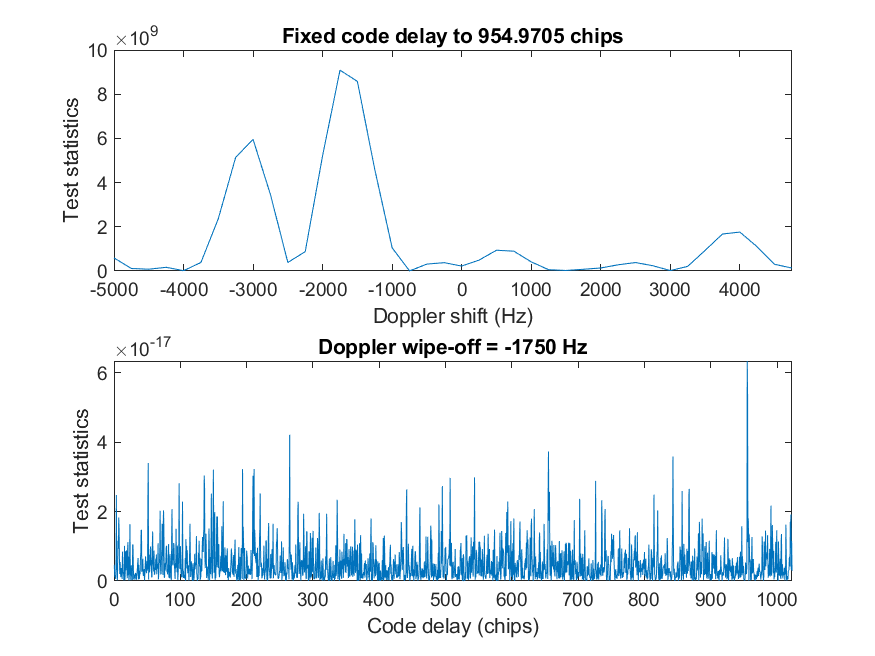 ×10^9
Fixed code delay to 954.9705 chips
10
8
6
4
2
0
Test statistics
-5000 -4000 -3000 -2000 -1000 0 1000 2000 3000 4000
Doppler shift (Hz)
×10^-17
Doppler wipe-off = -1750 Hz
6
4
2
0
Test statistics
0 100 200 300 400 500 600 700 800 900 1000
Code delay (chips)